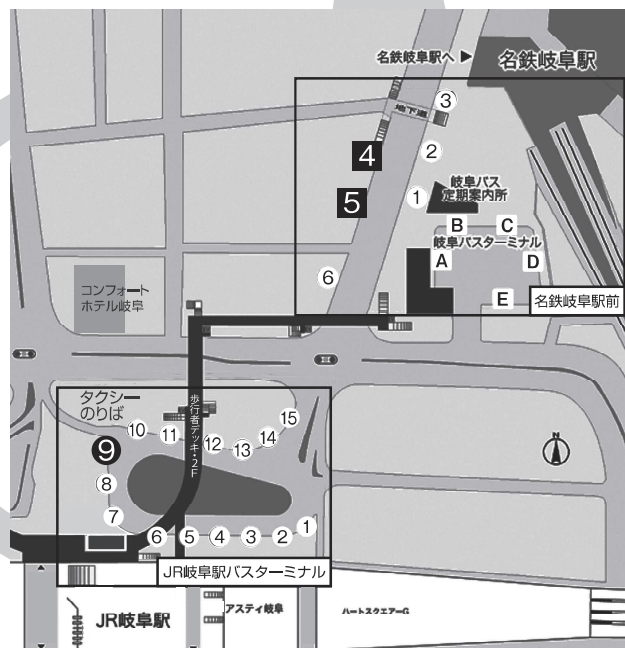 名鉄岐阜駅へ ▶
名鉄岐阜駅
3
地下道
4
2
5
1
岐阜バス
定期案内所
B
C
岐阜バスターミナル
A
D
6
E
名鉄岐阜駅前
コンフォート
ホテル岐阜
歩行者デッキ・2F
タクシー
のりば
15
10
11
12
13
14
9
N
8
7
6
5
4
3
2
1
JR岐阜駅バスターミナル
JR岐阜駅
アスティ岐阜
ハートスクエアーG